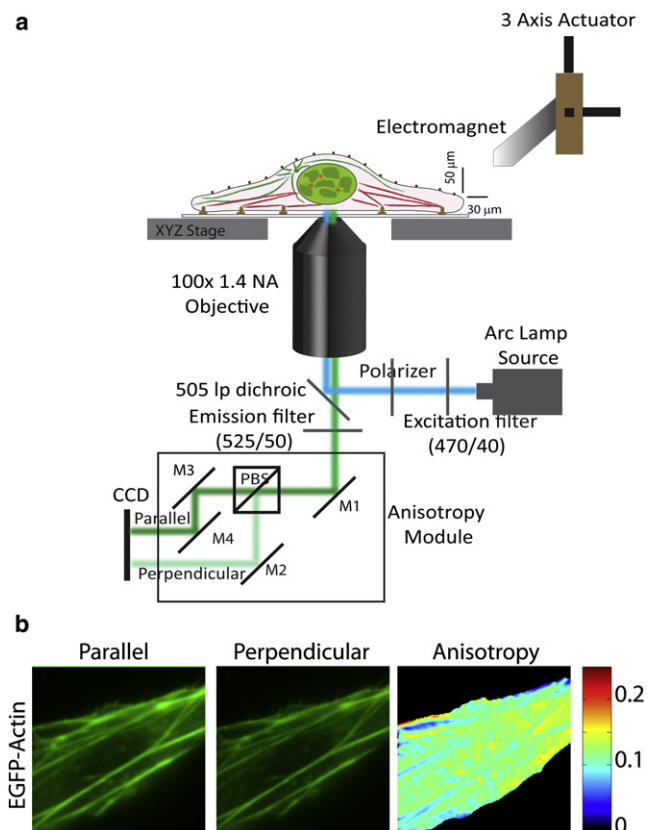 a
3 Axis Actuator
Electromagnet
50 μm
30 μm
XYZ Stage
100x 1.4 NA
Objective
Arc Lamp
Source
Polarizer
505 lp dichroic
Emission filter
(525/50)
Excitation filter
(470/40)
M3
PBS
CCD
M1
Parallel
Anisotropy
Module
M4
Perpendicular
M2
b
Parallel
Perpendicular
Anisotropy
EGFP-Actin
0.2
0.1
0